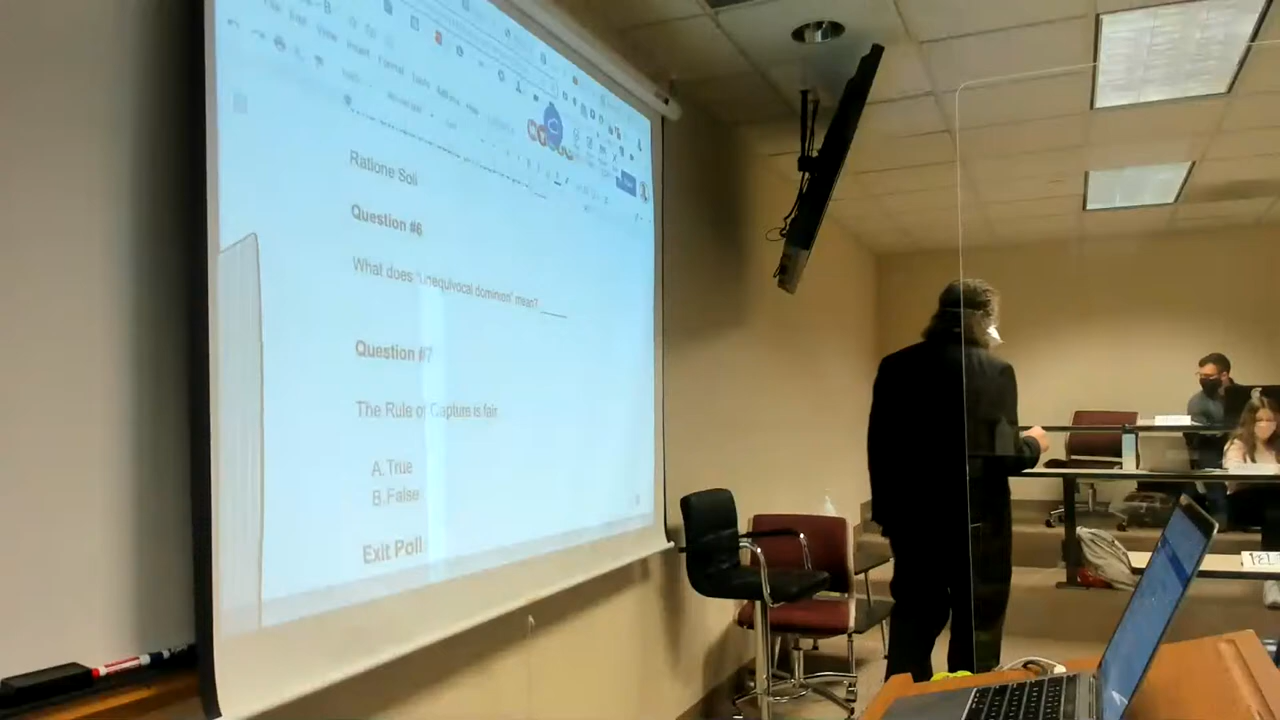 Ratione Soli
Question #6
What does "unequivocal dominion" mean? ______
Question #7
The Rule of Capture is fair
A. True
B. False
Exit Poll